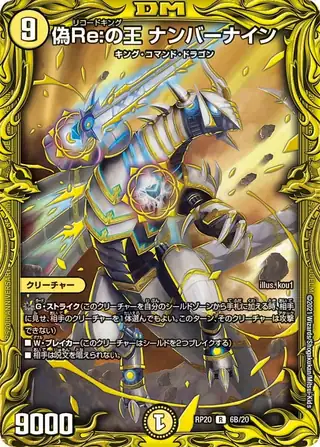 DM
9
レコードキング
偽Re:の王 ナンバーナイン
キング・コマンド・ドラゴン
クリーチャー
illus. kou1
G・ストライク(このクリーチャーを自分のシールドゾーンから手札に加える時、相手
に見せ、相手のクリーチャーを1体選んでもよい。このターン、そのクリーチャーは攻撃
できない)
■W・ブレイカー(このクリーチャーはシールドを2つブレイクする)
■相手は呪文を唱えられない。
9000
1
RP20 R 6B/20